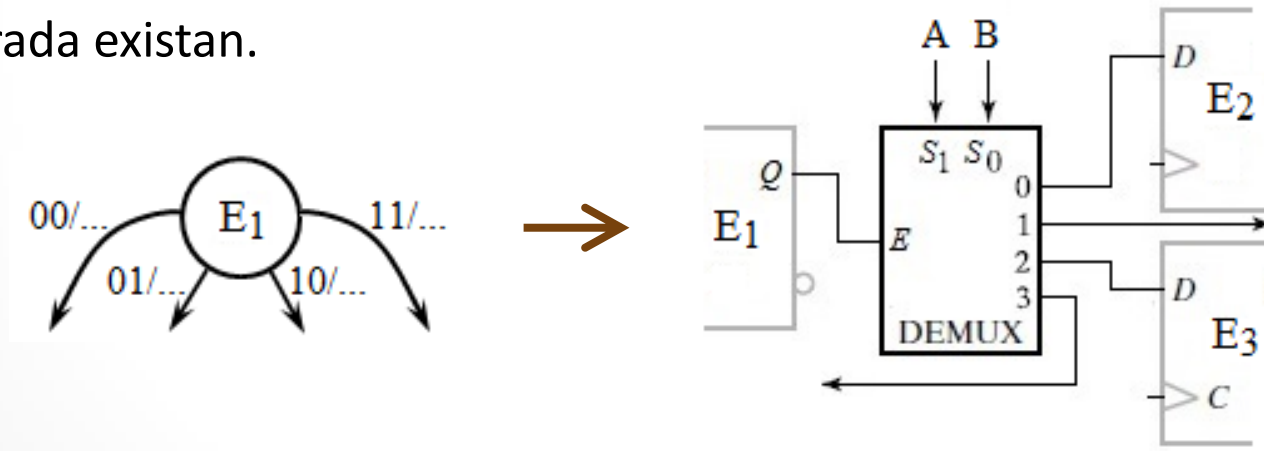 rada existan.
00/...
E1
11/...
01/...
10/...
A B
E1
Q
S1 S0
E
0
1
2
3
DEMUX
D
E2
D
E3
C